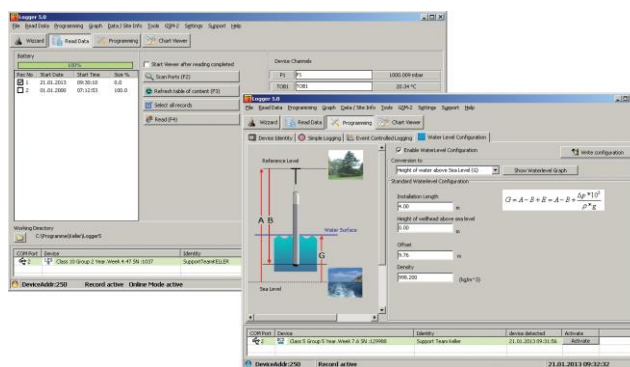 Logger 5.0
File Read Data Programming Graph Data / Site Info Tools GSM-2 Settings Support Help
Wizzard Read Data Programming Chart Viewer
Battery
100%
Rec No Start Date Start Time Size %
1 21.01.2013 09:30:10 0.0
2 01.01.2000 07:12:53 100.0
Start Viewer after reading completed
Scan Ports (F2)
Refresh table of content (F3)
Select all records
Read (F4)
Device Channels
P1 P1 1000.009 mbar
TOB1 TOB1 20.34 °C
Working Directory
C:\Programme\Keller\Logger5
COM Port Device Identity
2 Class 10 Group 2 Year.Week 4.47 SN :1037 SupportTeam KELLER
DeviceAddr:250 Record active Online Mode active
Logger 5.0
File Read Data Programming Graph Data / Site Info Tools GSM-2 Settings Support Help
Wizzard Read Data Programming Chart Viewer
Device Identity Simple Logging Event Controlled Logging Water Level Configuration
Reference Level
A B
Water Surface
G
Sea Level
Enable WaterLevel Configuration
Write configuration
Conversion to
Height of water above Sea Level (G)
Show Waterlevel Graph
Standard Waterlevel Configuration
Installation Length
4.00 m
Height of wellhead above sea level
0.00 m
Offset
9.76 m
Density
998.200 (kg/m^3)
G = A − B + E = A − B + Δp * 10⁵ / ρ * g
COM Port Device Identity device detected Activate
2 Class 5 Group 5 Year.Week 7.6 SN :129988 Support Team Keller 21.01.2013 09:31:56 Activate
DeviceAddr:250 Record active 21.01.2013 09:32:32